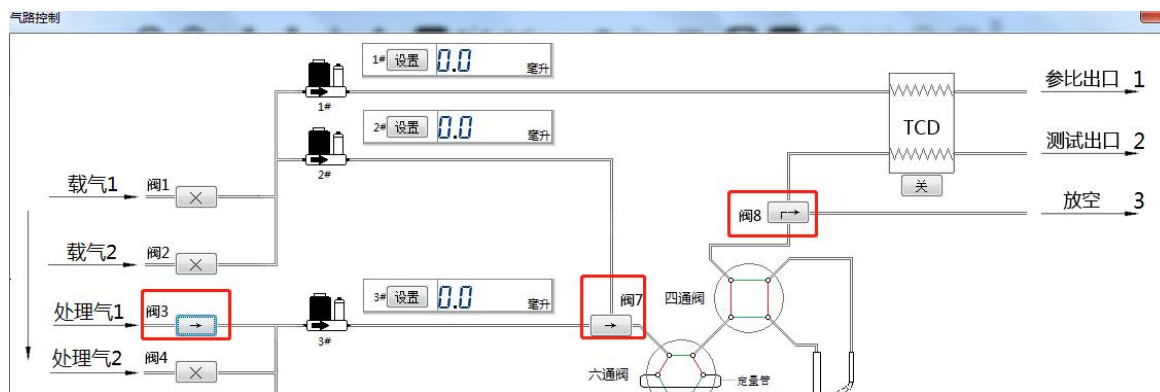 气路控制
1# 设置 0.0 毫升
参比出口 1
1#
2# 设置 0.0 毫升
TCD
测试出口 2
2#
关
载气1 阀1
放空 3
阀8
载气2 阀2
3# 设置 0.0 毫升
阀7
四通阀
处理气1 阀3
3#
处理气2 阀4
六通阀
定量管